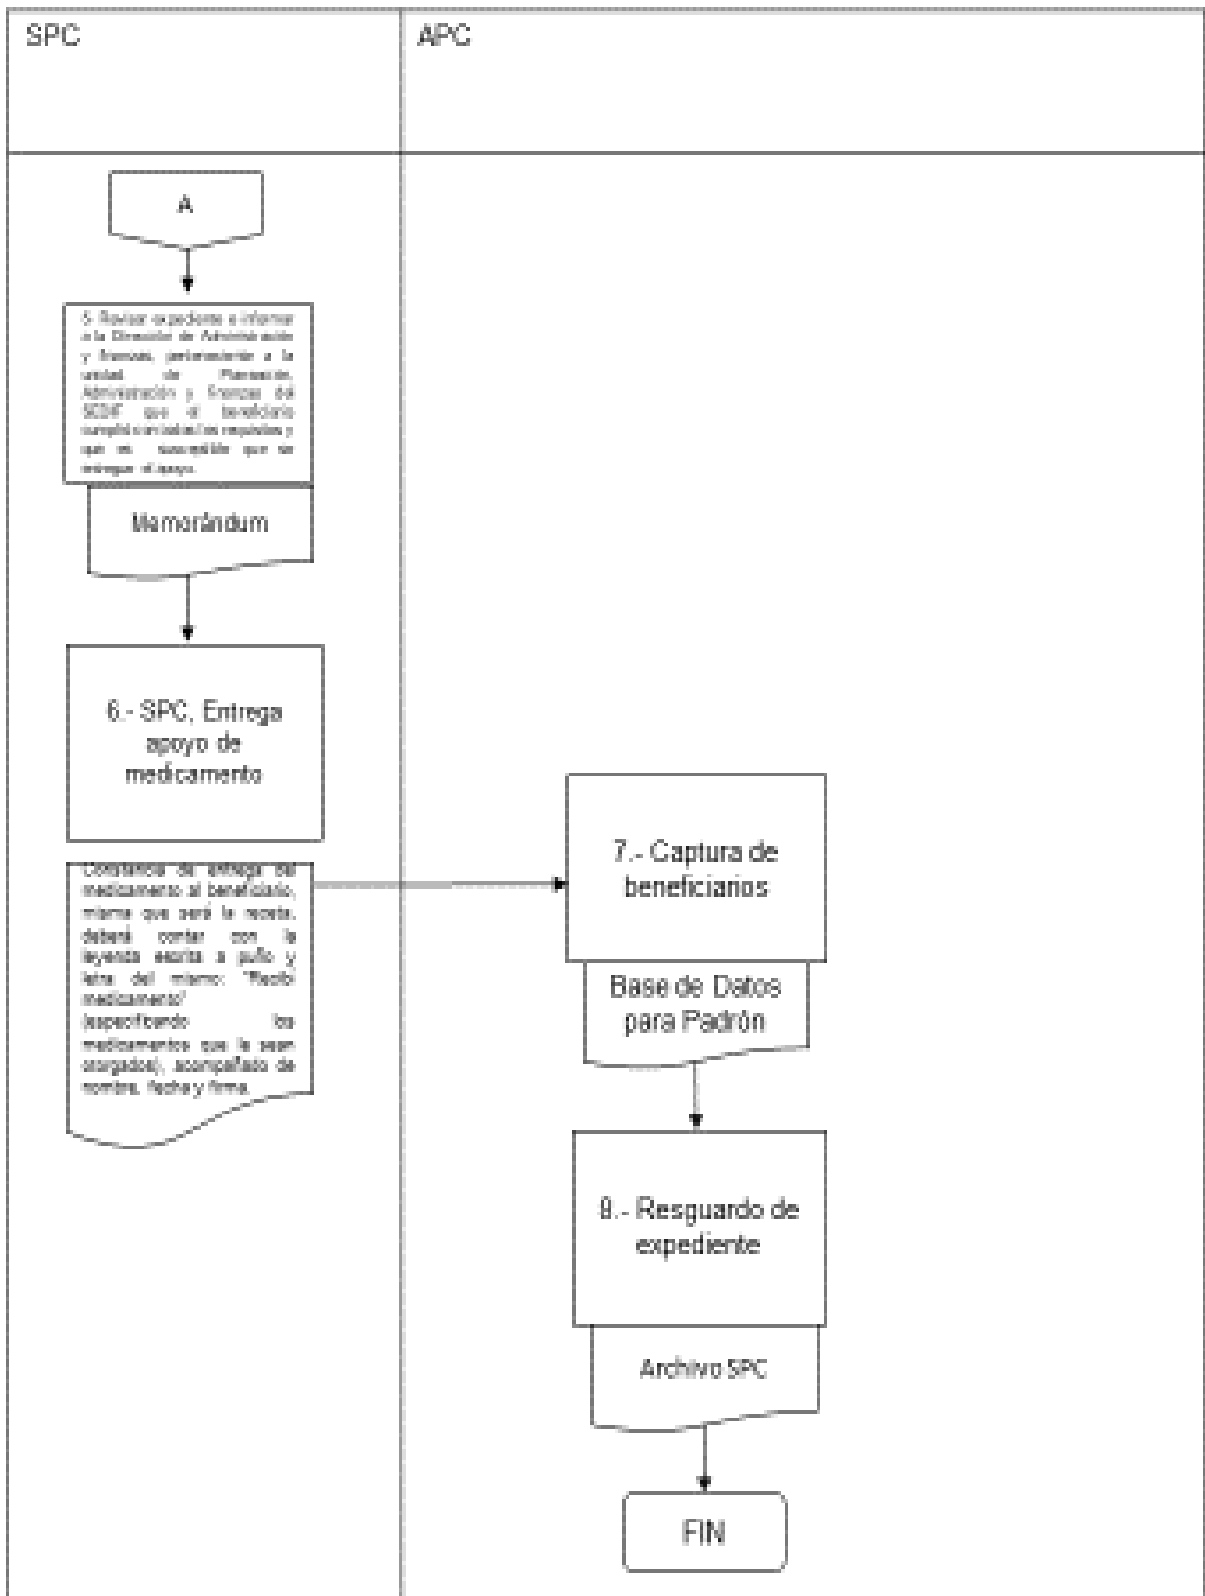 SPC
APC
A
5. Revisar expediente e informar
a la Dirección de Administración
y finanzas, perteneciente a la
unidad de Planeación,
Administración y Finanzas del
que el beneficiario
cumplió con todos los requisitos y
que es susceptible que se
entregue el apoyo.
Memorándum
6.- SPC, Entrega
apoyo de
medicamento
Constancia de entrega de
medicamento al beneficiario,
misma que será la receta,
deberá contar con la
leyenda escrita a puño y
letra del mismo: "Recibí
medicamento"
(especificando los
medicamentos que le sean
otorgados), acompañado de
nombre, fecha y firma.
7.- Captura de
beneficiarios
Base de Datos
para Padrón
8.- Resguardo de
expediente
Archivo SPC
FIN